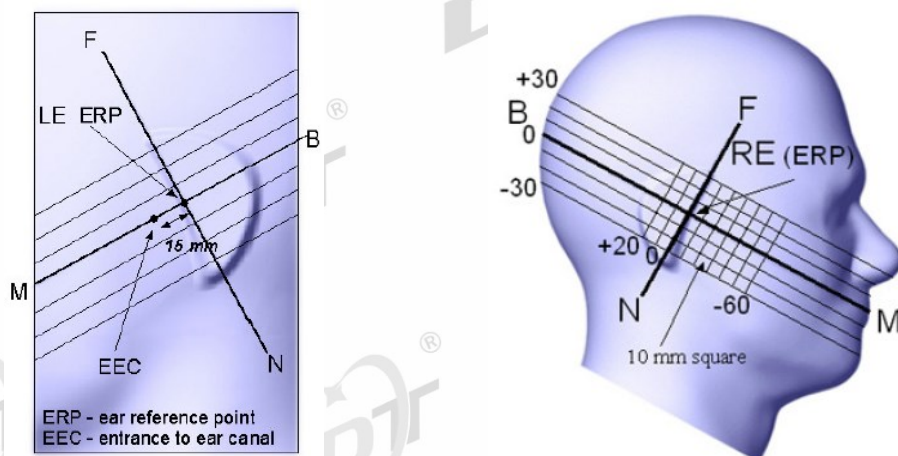 F
LE ERP
B
15 mm
M
EEC
N
ERP - ear reference point
EEC - entrance to ear canal
+30
B
0
F
RE (ERP)
-30
+20
0
N
-60
M
10 mm square
®
®
PT